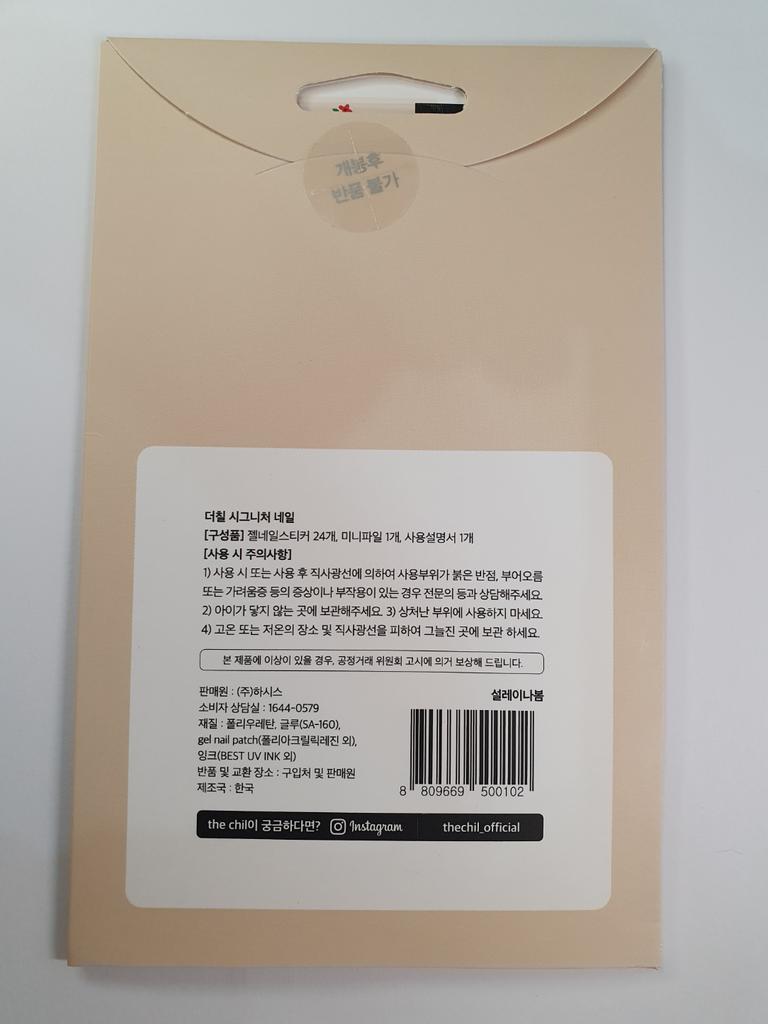 개봉후
반품 불가
더칠 시그니처 네일
[구성품] 젤네일스티커 24개, 미니파일 1개, 사용설명서 1개
[사용 시 주의사항]
1) 사용 시 또는 사용 후 직사광선에 의하여 사용부위가 붉은 반점, 부어오름
또는 가려움증 등의 증상이나 부작용이 있는 경우 전문의 등과 상담해주세요.
2) 아이가 닿지 않는 곳에 보관해주세요. 3) 상처난 부위에 사용하지 마세요.
4) 고온 또는 저온의 장소 및 직사광선을 피하여 그늘진 곳에 보관 하세요.
본 제품에 이상이 있을 경우, 공정거래 위원회 고시에 의거 보상해 드립니다.
판매원 : (주)하시스
소비자 상담실 : 1644-0579
재질 : 폴리우레탄, 글루(SA-160),
gel nail patch(폴리아크릴릭레진 외),
잉크(BEST UV INK 외)
반품 및 교환 장소 : 구입처 및 판매원
제조국 : 한국
설레이나봄
8 809669 500102
the chil이 궁금하다면? Instagram thechil_official